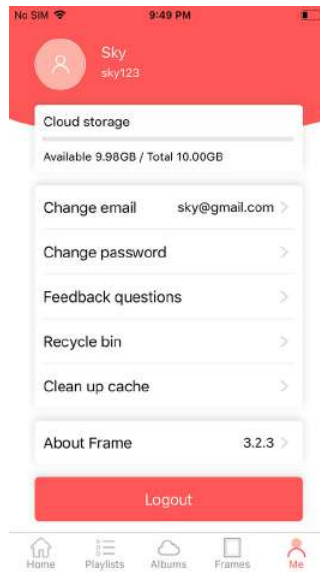 No SIM 9:49 PM
Sky
sky123
Cloud storage
Available 9.98GB / Total 10.00GB
Change email sky@gmail.com
Change password
Feedback questions
Recycle bin
Clean up cache
About Frame 3.2.3
Logout
Home Playlists Albums Frames Me